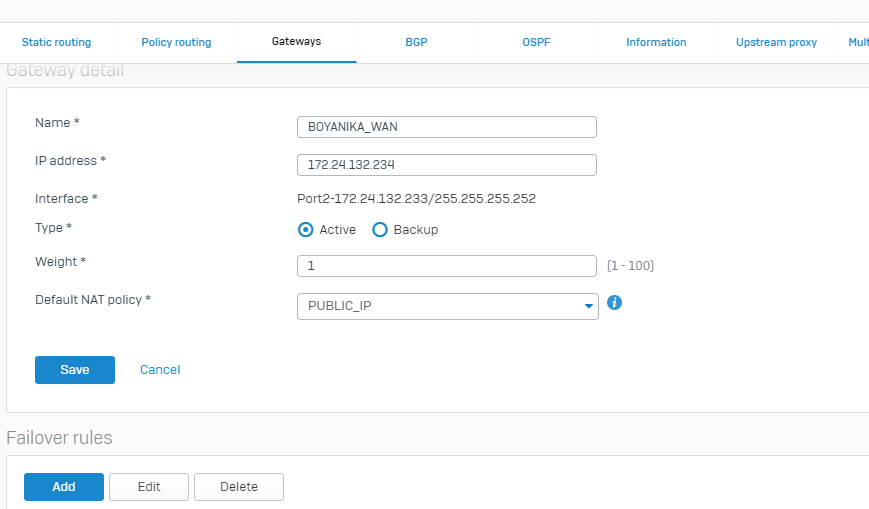 Static routing Policy routing Gateways BGP OSPF Information Upstream proxy
Gateway detail
Name *
BOYANIKA_WAN
IP address *
172.24.132.234
Interface *
Port2-172.24.132.233/255.255.255.252
Type *
Active Backup
Weight *
1 (1 - 100)
Default NAT policy *
PUBLIC_IP
Save Cancel
Failover rules
Add Edit Delete